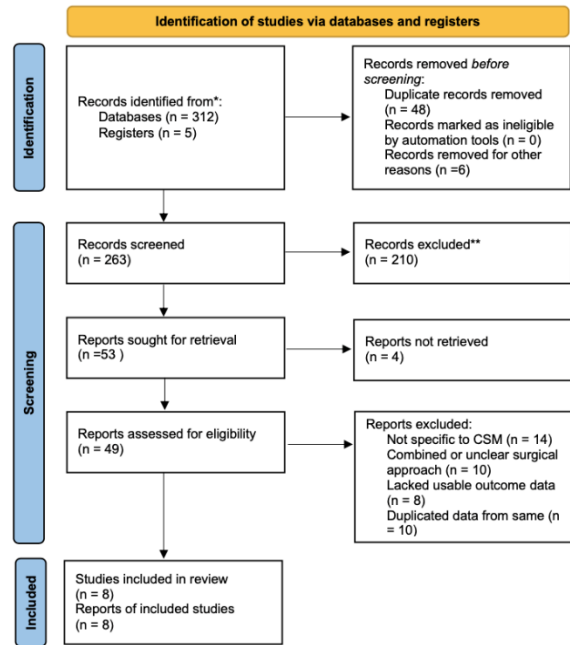 Identification of studies via databases and registers
Identification
Records identified from*:
Databases (n = 312)
Registers (n = 5)
Records removed before
screening:
Duplicate records removed
(n = 48)
Records marked as ineligible
by automation tools (n = 0)
Records removed for other
reasons (n =6)
Screening
Records screened
(n = 263)
Records excluded**
(n = 210)
Reports sought for retrieval
(n =53 )
Reports not retrieved
(n = 4)
Reports assessed for eligibility
(n = 49)
Reports excluded:
Not specific to CSM (n = 14)
Combined or unclear surgical
approach (n = 10)
Lacked usable outcome data
(n = 8)
Duplicated data from same (n
= 10)
Included
Studies included in review
(n = 8)
Reports of included studies
(n = 8)